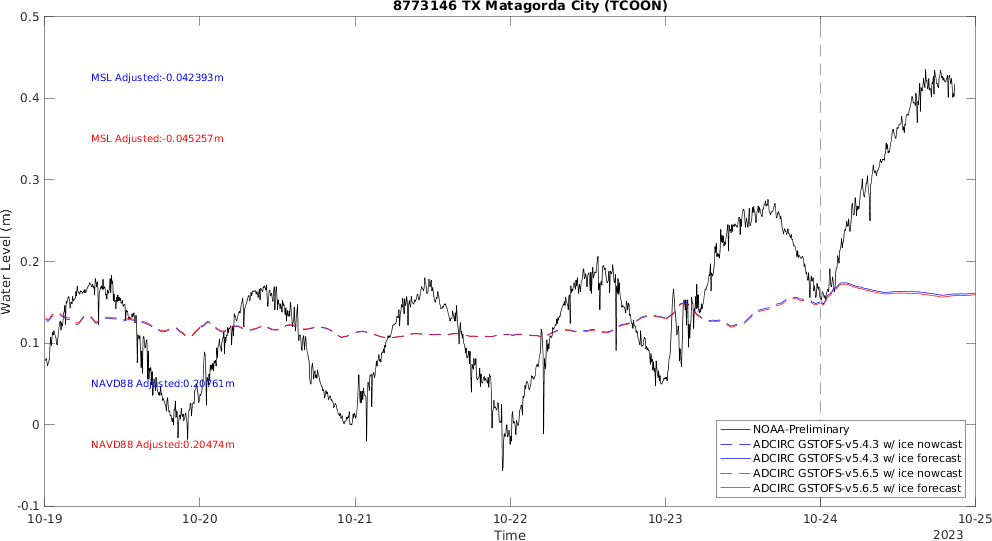 8773146 TX Matagorda City (TCOON)
0.5
0.4
0.3
0.2
0.1
0
-0.1
Water Level (m)
MSL Adjusted:-0.042393m
MSL Adjusted:-0.045257m
NAVD88 Adjusted:0.20761m
NAVD88 Adjusted:0.20474m
NOAA-Preliminary
ADCIRC GSTOFS-v5.4.3 w/ ice nowcast
ADCIRC GSTOFS-v5.4.3 w/ ice forecast
ADCIRC GSTOFS-v5.6.5 w/ ice nowcast
ADCIRC GSTOFS-v5.6.5 w/ ice forecast
10-19 10-20 10-21 10-22 10-23 10-24 10-25
Time
2023